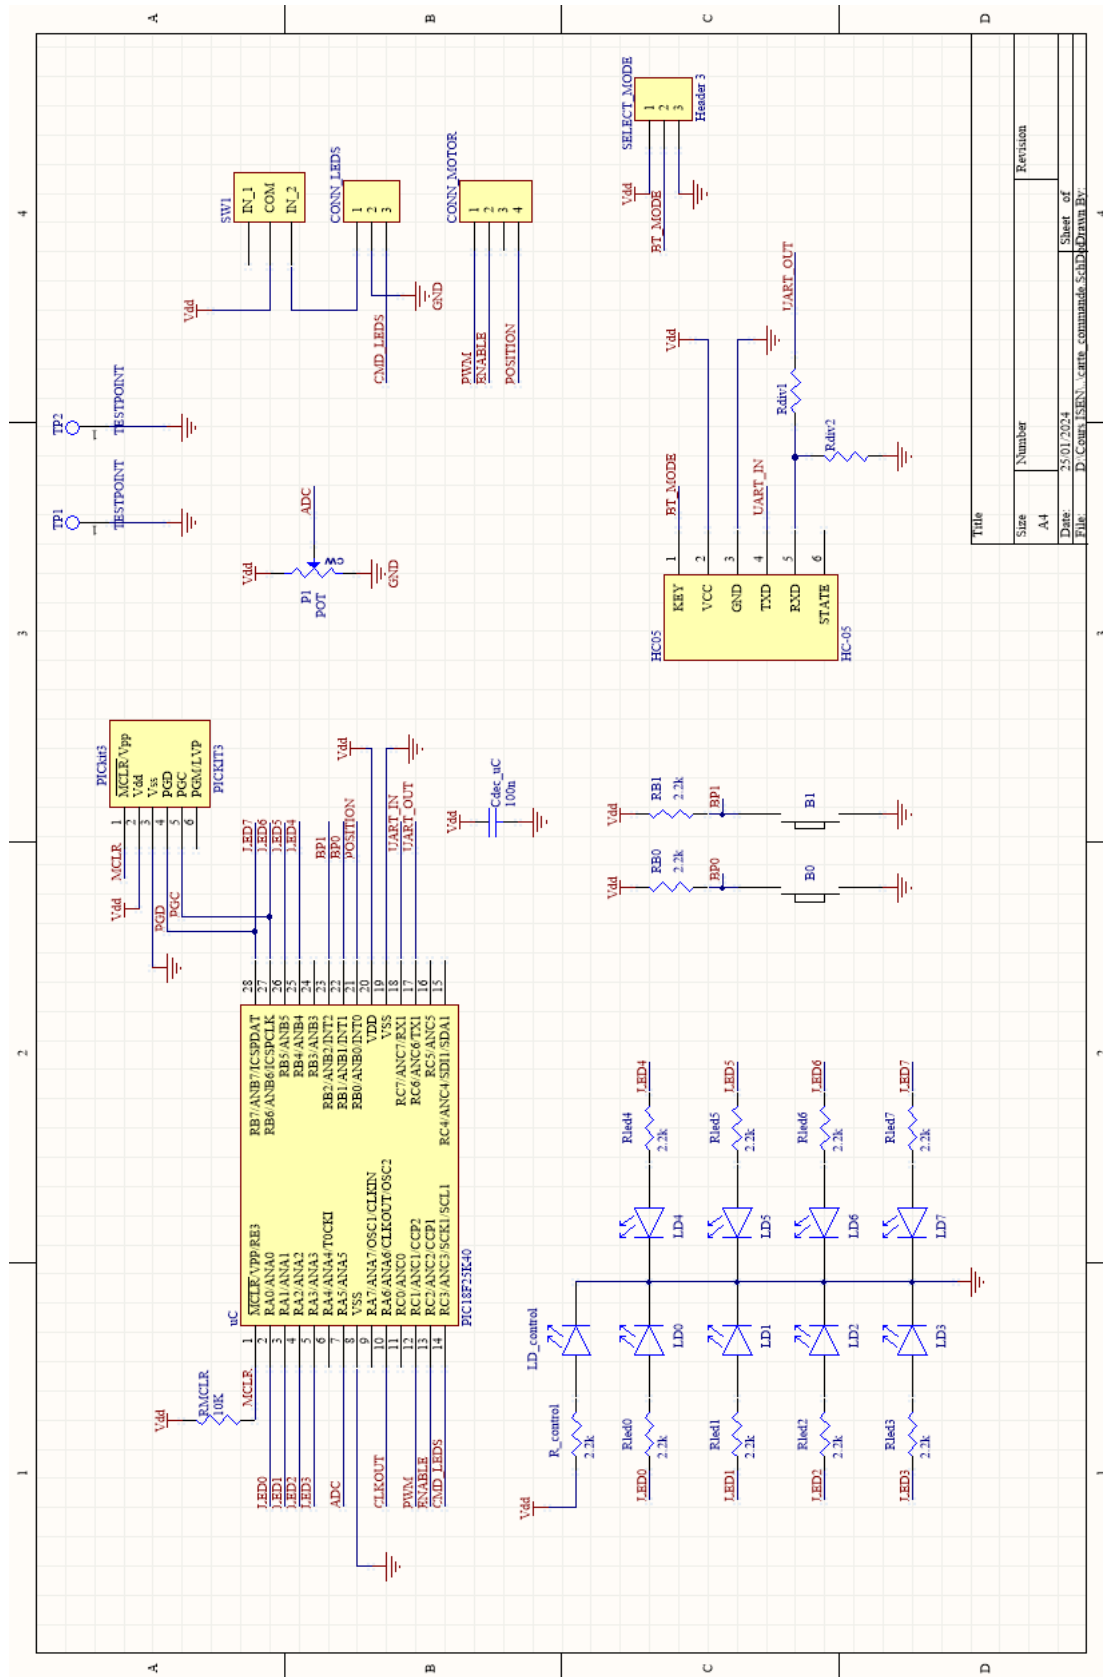 A
B
C
D
1
2
3
4
PICkit3
MCLR/Vpp
Vdd
Vss
PGD
PGC
PGM/LVP
PICKIT3
1
2
3
4
5
6
MCLR
Vdd
PGD
PGC
TP1
1
TESTPOINT
TP2
1
TESTPOINT
Vdd
P1
POT
CW
ADC
GND
Vdd
SW1
IN_1
COM
IN_2
CONN_LEDS
1
2
3
CMD_LEDS
GND
CONN_MOTOR
1
2
3
4
PWM
ENABLE
POSITION
Vdd
RMCLR
10K
MCLR
LED0
LED1
LED2
LED3
ADC
CLKOUT
PWM
ENABLE
CMD_LEDS
uC
1 MCLR/VPP/RE3
2 RA0/ANA0
3 RA1/ANA1
4 RA2/ANA2
5 RA3/ANA3
6 RA4/ANA4/T0CKI
7 RA5/ANA5
8 VSS
9 RA7/ANA7/OSC1/CLKIN
10 RA6/ANA6/CLKOUT/OSC2
11 RC0/ANC0
12 RC1/ANC1/CCP2
13 RC2/ANC2/CCP1
14 RC3/ANC3/SCK1/SCL1
RB7/ANB7/ICSPDAT 28
RB6/ANB6/ICSPCLK 27
RB5/ANB5 26
RB4/ANB4 25
RB3/ANB3 24
RB2/ANB2/INT2 23
RB1/ANB1/INT1 22
RB0/ANB0/INT0 21
VDD 20
VSS 19
RC7/ANC7/RX1 18
RC6/ANC6/TX1 17
RC5/ANC5 16
RC4/ANC4/SDI1/SDA1 15
PIC18F25K40
LED7
LED6
LED5
LED4
BP1
BP0
POSITION
Vdd
UART_IN
UART_OUT
Vdd
Cdec_uC
100n
Vdd
R_control
2.2k
LD_control
LED0
Rled0
2.2k
LD0
LD4
Rled4
2.2k
LED4
LED1
Rled1
2.2k
LD1
LD5
Rled5
2.2k
LED5
LED2
Rled2
2.2k
LD2
LD6
Rled6
2.2k
LED6
LED3
Rled3
2.2k
LD3
LD7
Rled7
2.2k
LED7
Vdd
RB0
2.2k
BP0
B0
Vdd
RB1
2.2k
BP1
B1
HC05
KEY 1
VCC 2
GND 3
TXD 4
RXD 5
STATE 6
HC-05
BT_MODE
Vdd
UART_IN
Rdiv1
UART_OUT
Rdiv2
SELECT_MODE
1
2
3
Header 3
Vdd
BT_MODE
Title
Size
A4
Number
Revision
Date:
25/01/2024
Sheet of
File:
D:\Cours ISEN\..\carte_commande.SchDoc
Drawn By:
1
2
3
4
A
B
C
D